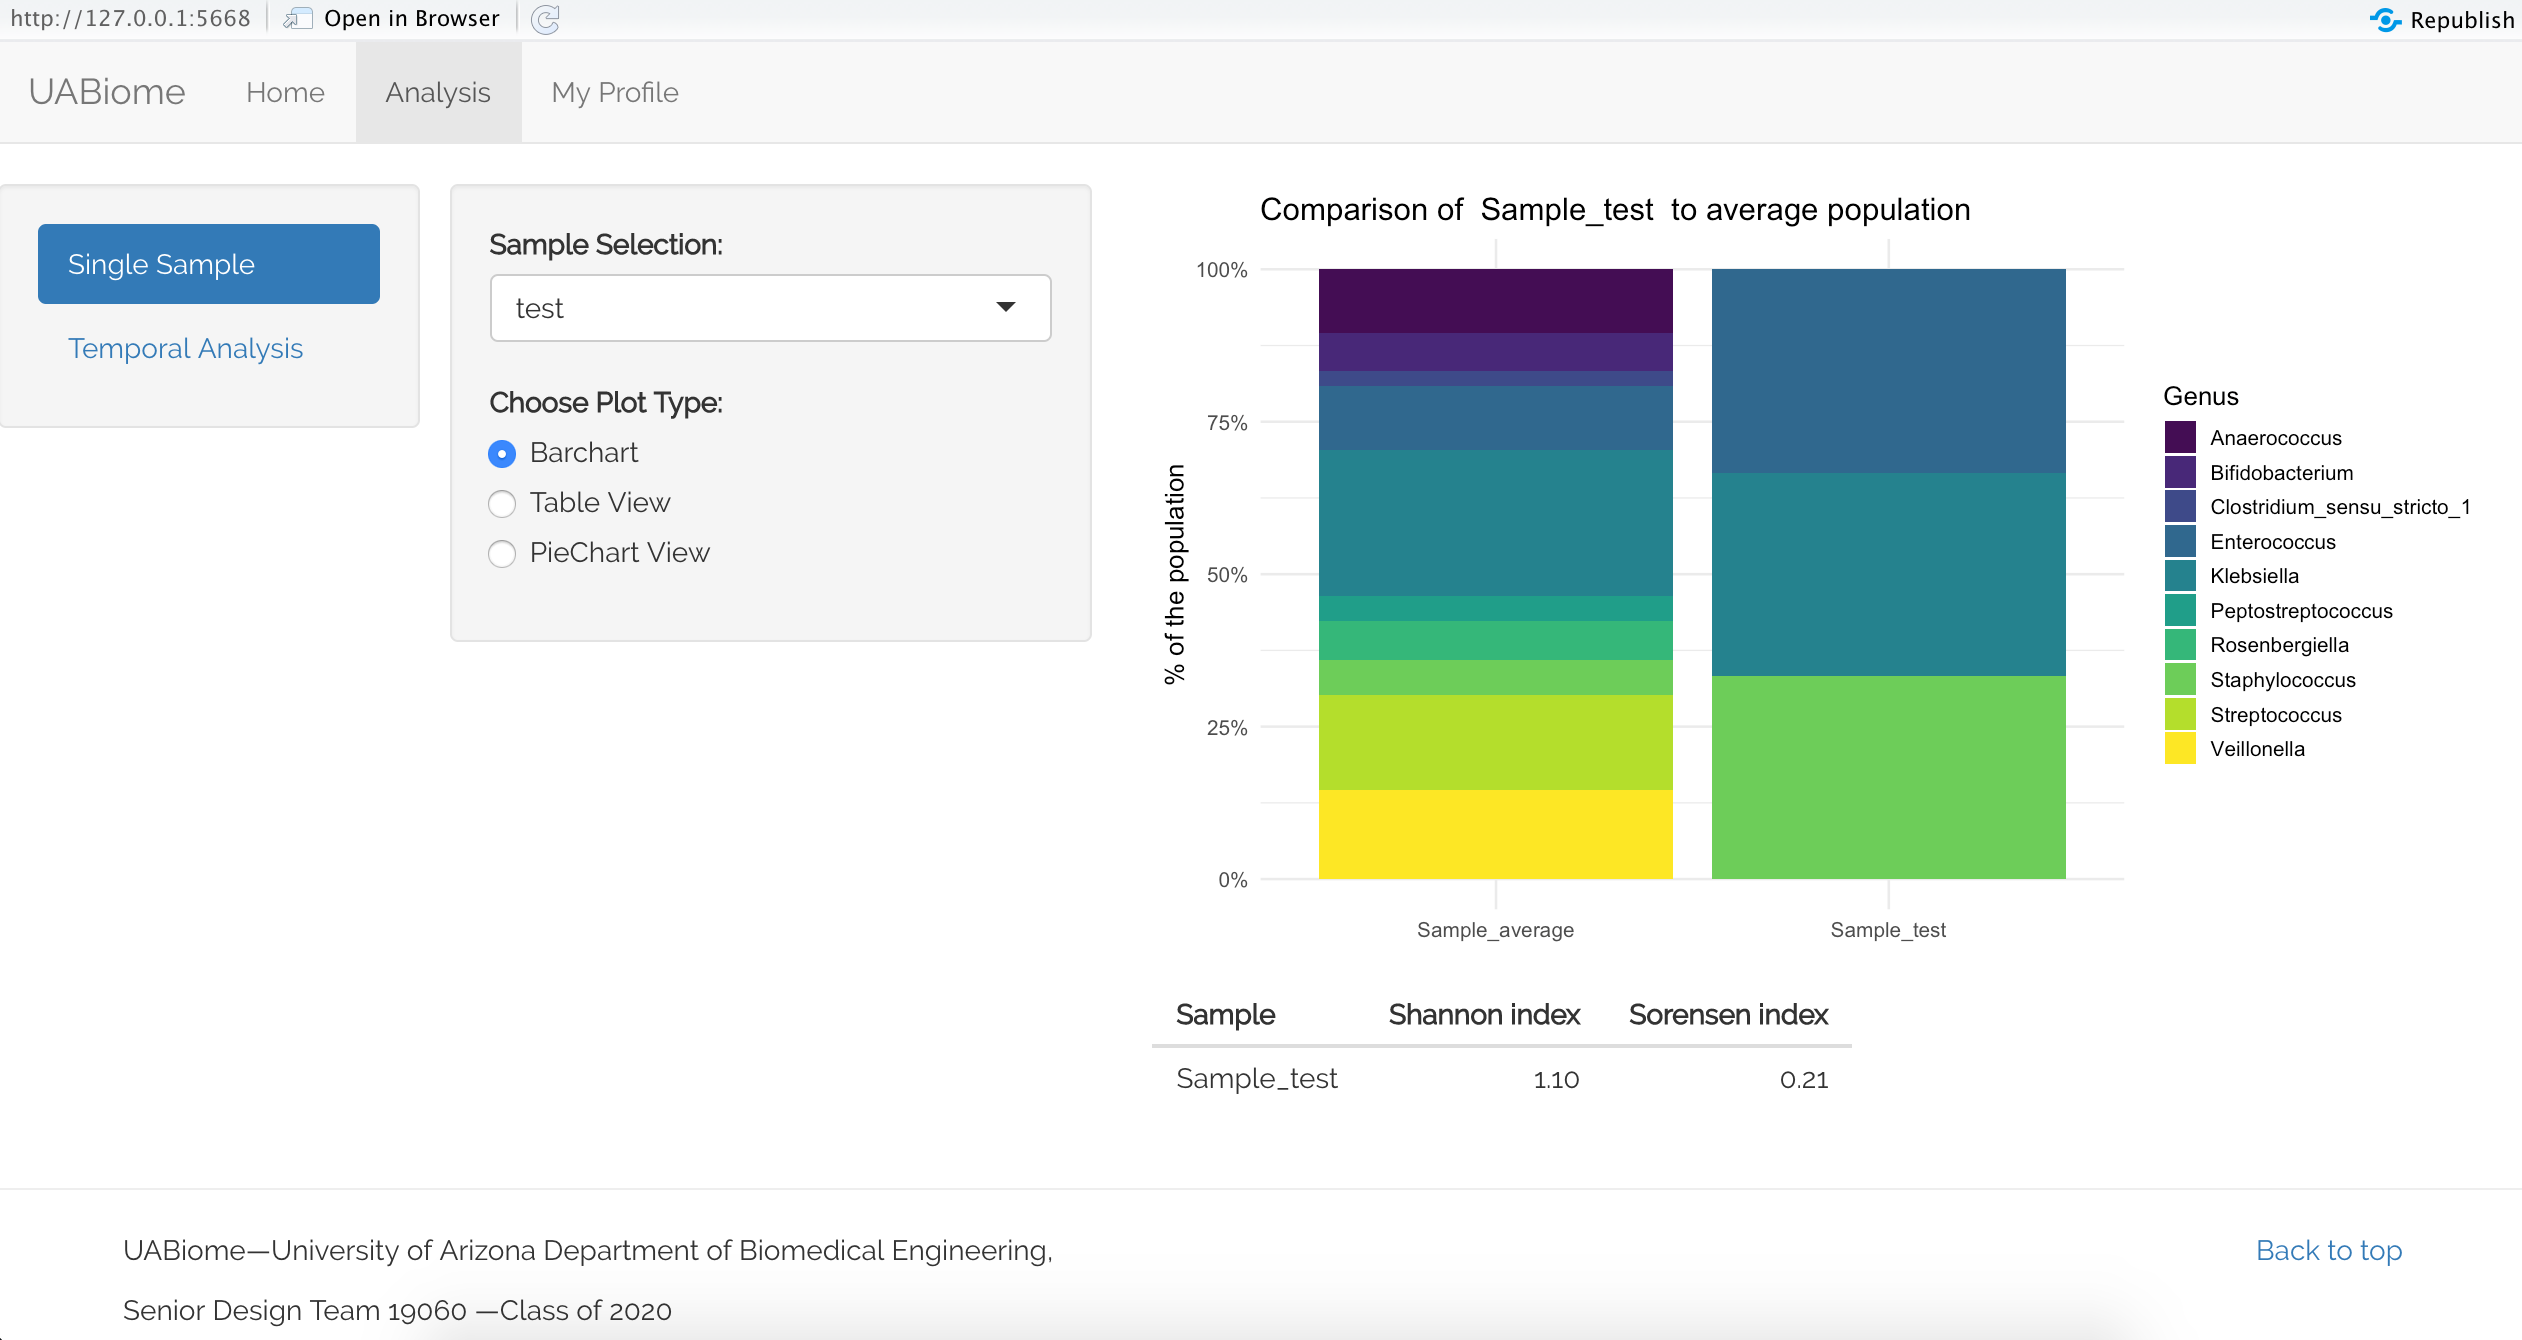 http://127.0.0.1:5668 Open in Browser Republish
UABiome Home Analysis My Profile
Single Sample
Temporal Analysis
Sample Selection:
test
Choose Plot Type:
Barchart
Table View
PieChart View
Comparison of Sample_test to average population
% of the population
100%
75%
50%
25%
0%
Sample_average Sample_test
Genus
Anaerococcus
Bifidobacterium
Clostridium_sensu_stricto_1
Enterococcus
Klebsiella
Peptostreptococcus
Rosenbergiella
Staphylococcus
Streptococcus
Veillonella
Sample Shannon index Sorensen index
Sample_test 1.10 0.21
UABiome—University of Arizona Department of Biomedical Engineering,
Senior Design Team 19060 —Class of 2020
Back to top